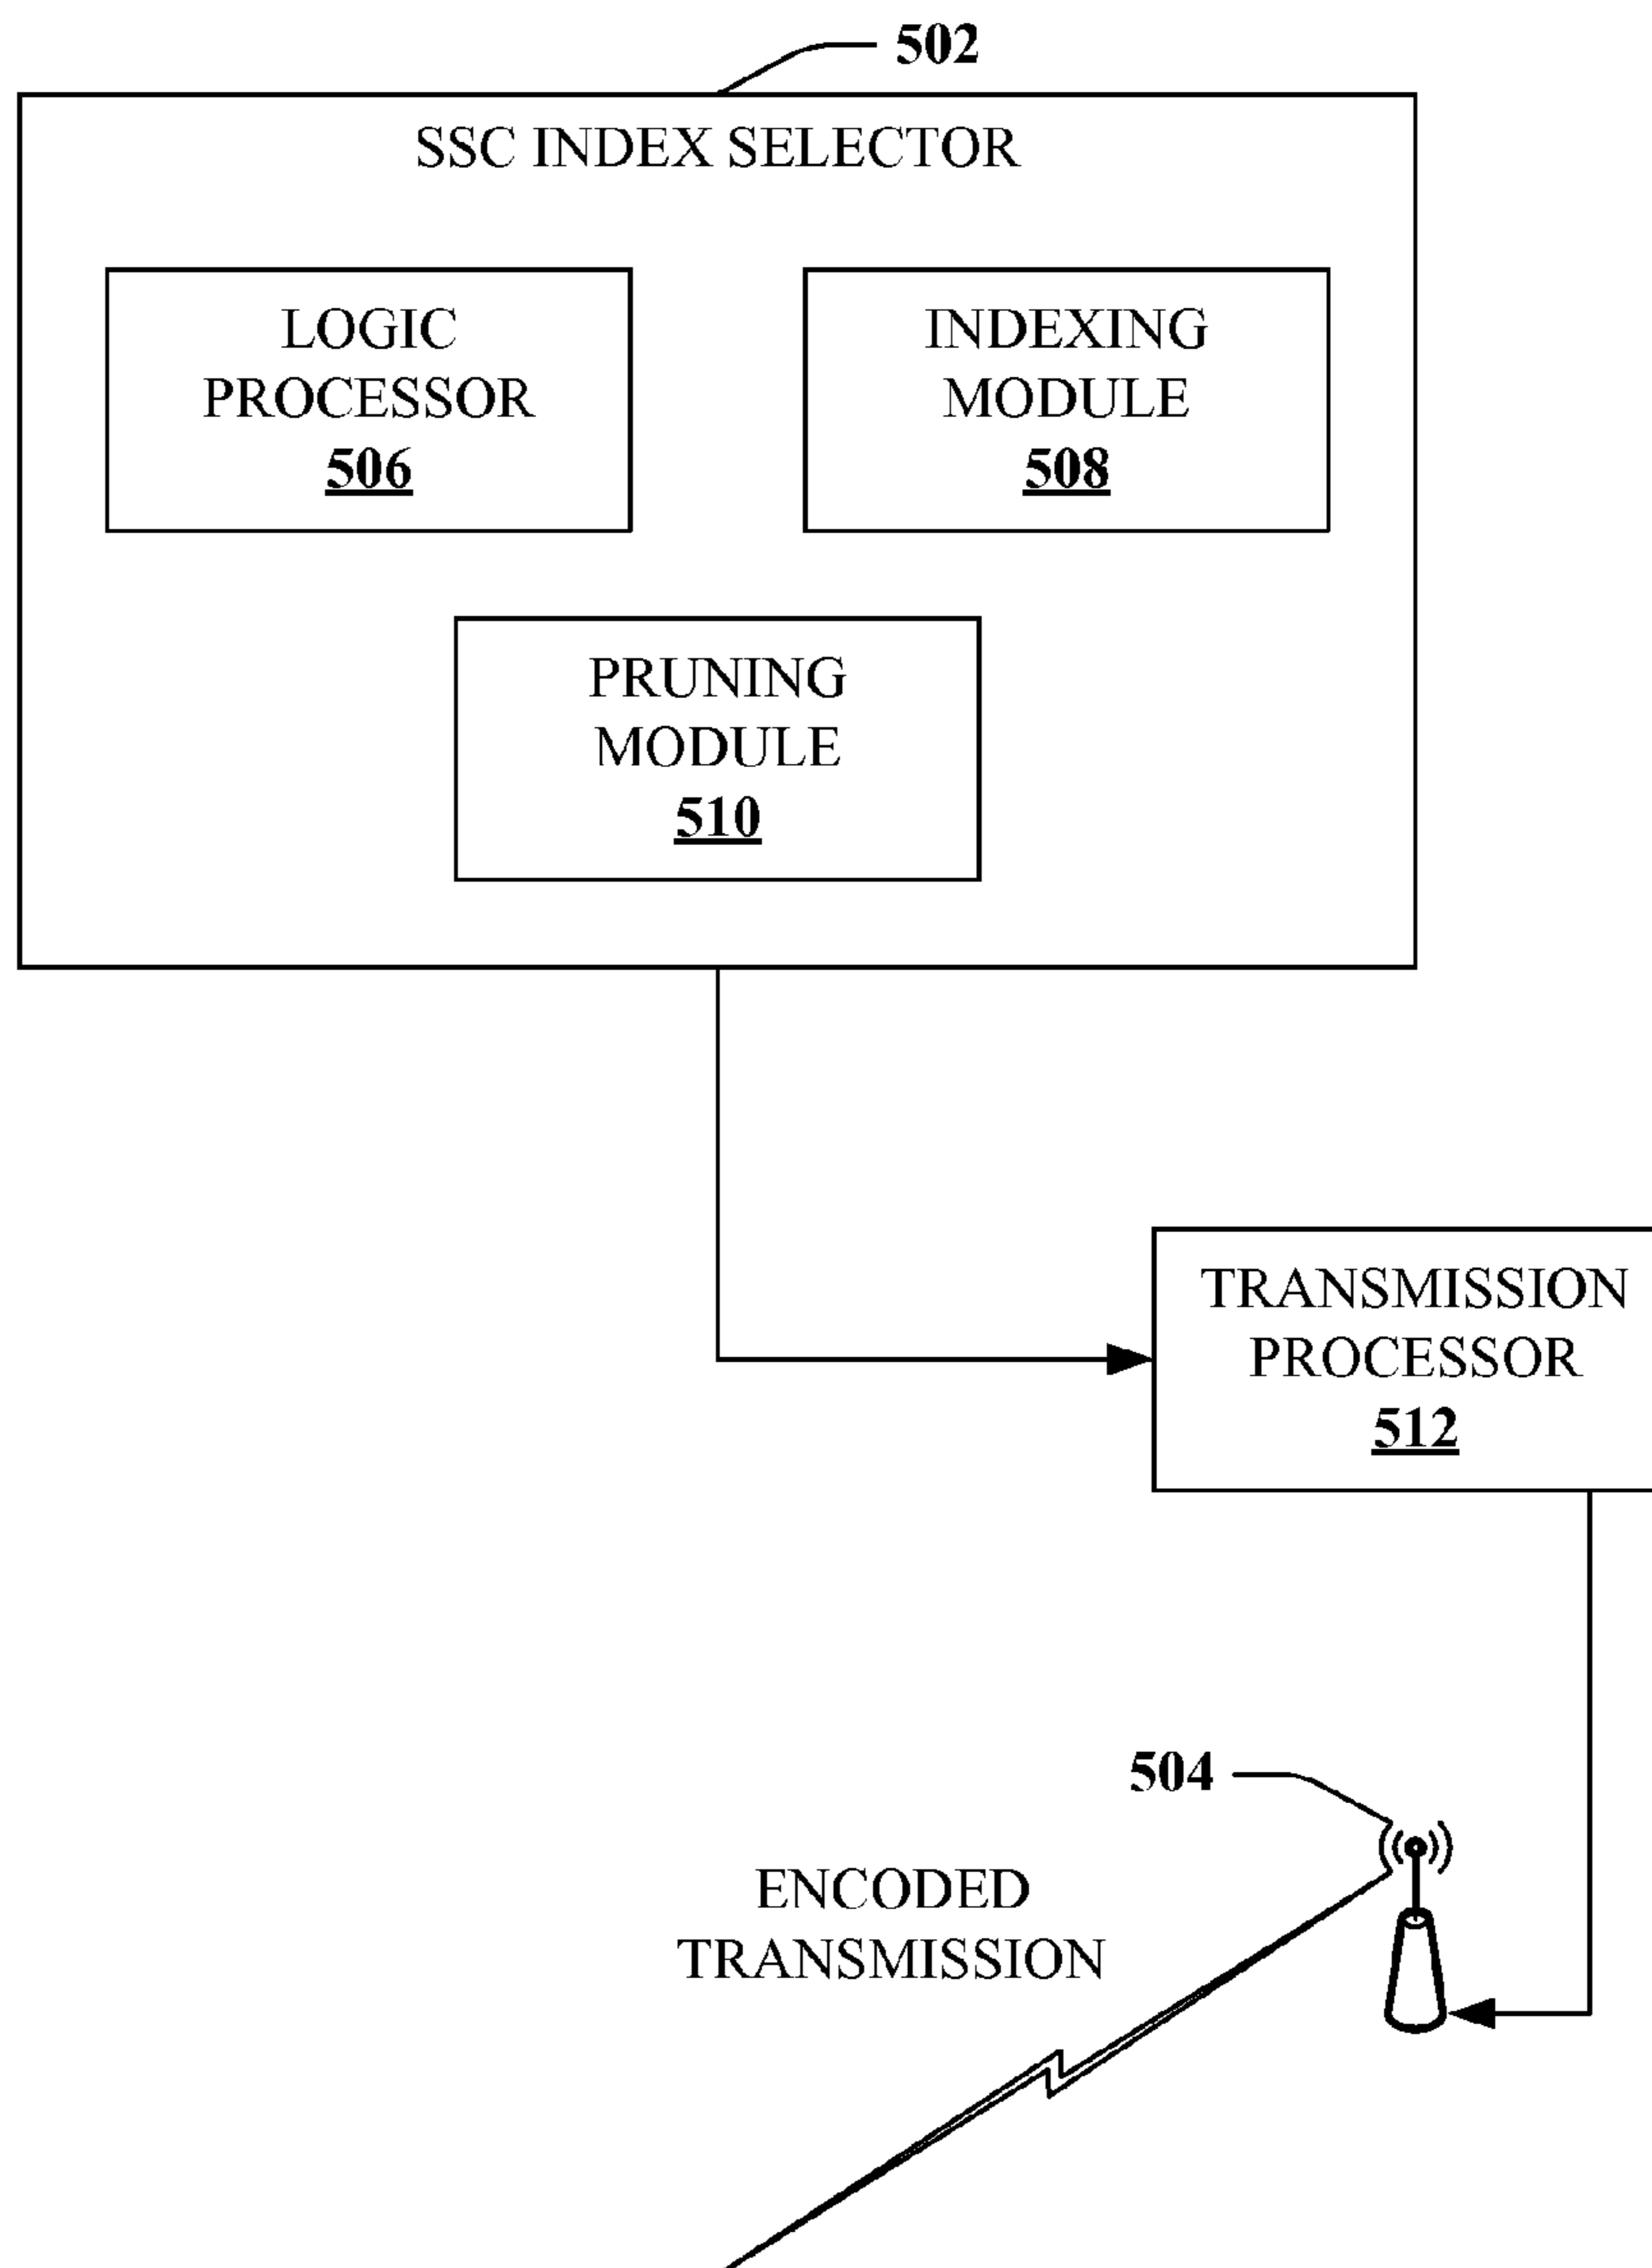 502
SSC INDEX SELECTOR
LOGIC
PROCESSOR
506
INDEXING
MODULE
508
PRUNING
MODULE
510
TRANSMISSION
PROCESSOR
512
504
ENCODED
TRANSMISSION